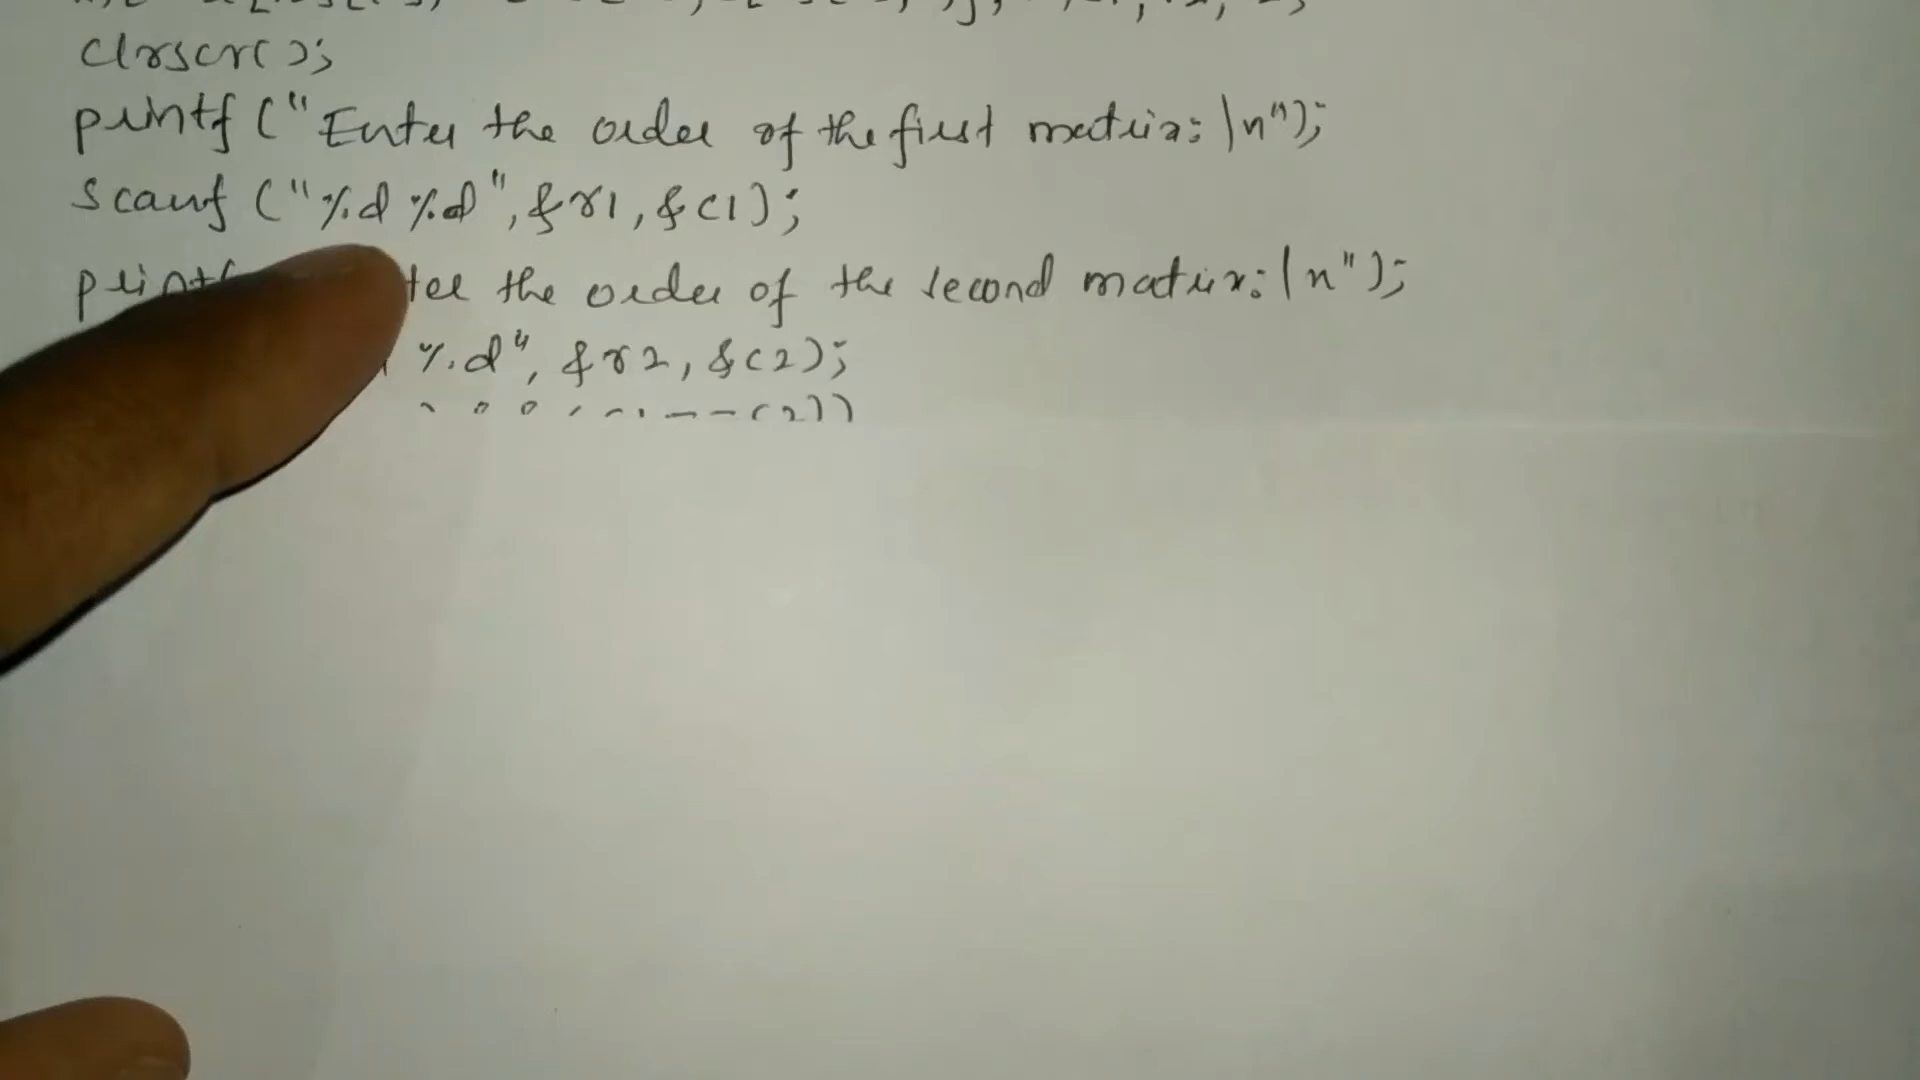 clrscr();
printf ("Enter the order of the first matrix: \n");
scanf ("%d %d", &r1, &c1);
the order of the second matrix: \n");
%d", &r2, &c2);